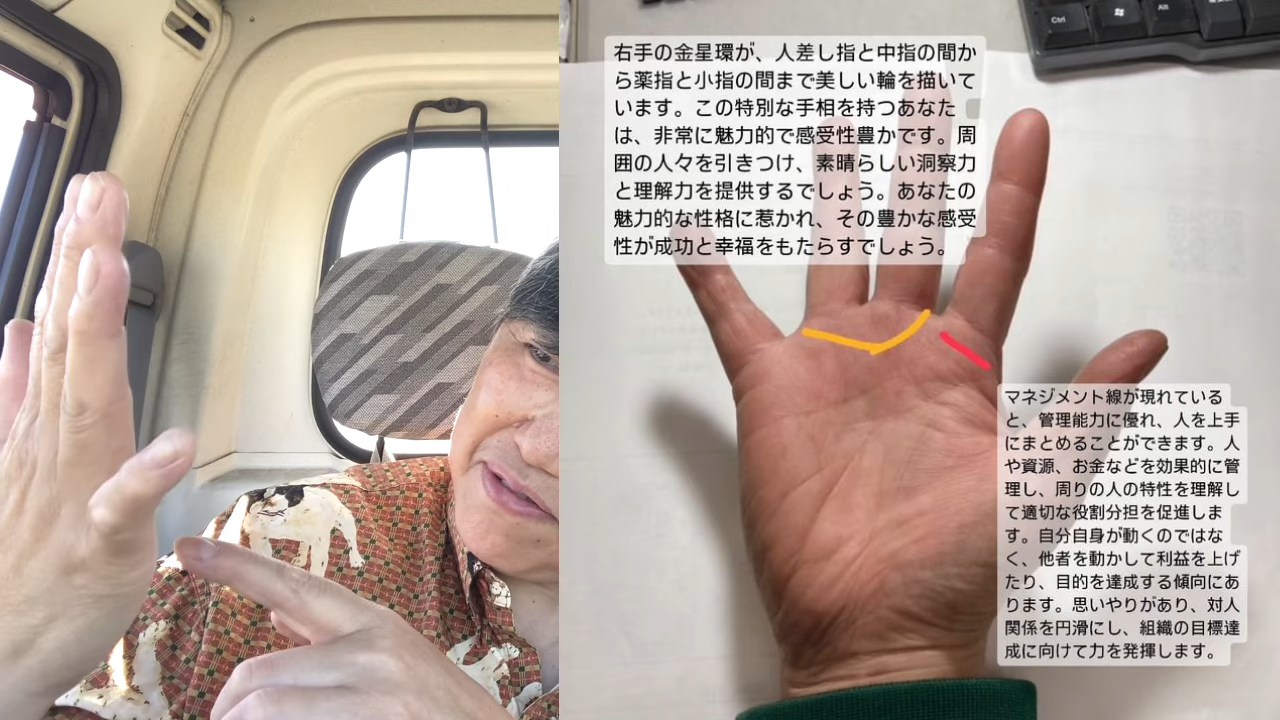 Ctrl
Alt
右手の金星環が、人差し指と中指の間か
ら薬指と小指の間まで美しい輪を描いて
います。この特別な手相を持つあなた
は、非常に魅力的で感受性豊かです。周
囲の人々を引きつけ、素晴らしい洞察力
と理解力を提供するでしょう。あなたの
魅力的な性格に惹かれ、その豊かな感受
性が成功と幸福をもたらすでしょう。
マネジメント線が現れている
と、管理能力に優れ、人を上手
にまとめることができます。人
や資源、お金などを効果的に管
理し、周りの人の特性を理解し
て適切な役割分担を促進しま
す。自分自身が動くのではな
く、他者を動かして利益を上げ
たり、目的を達成する傾向にあ
ります。思いやりがあり、対人
関係を円滑にし、組織の目標達
成に向けて力を発揮します。